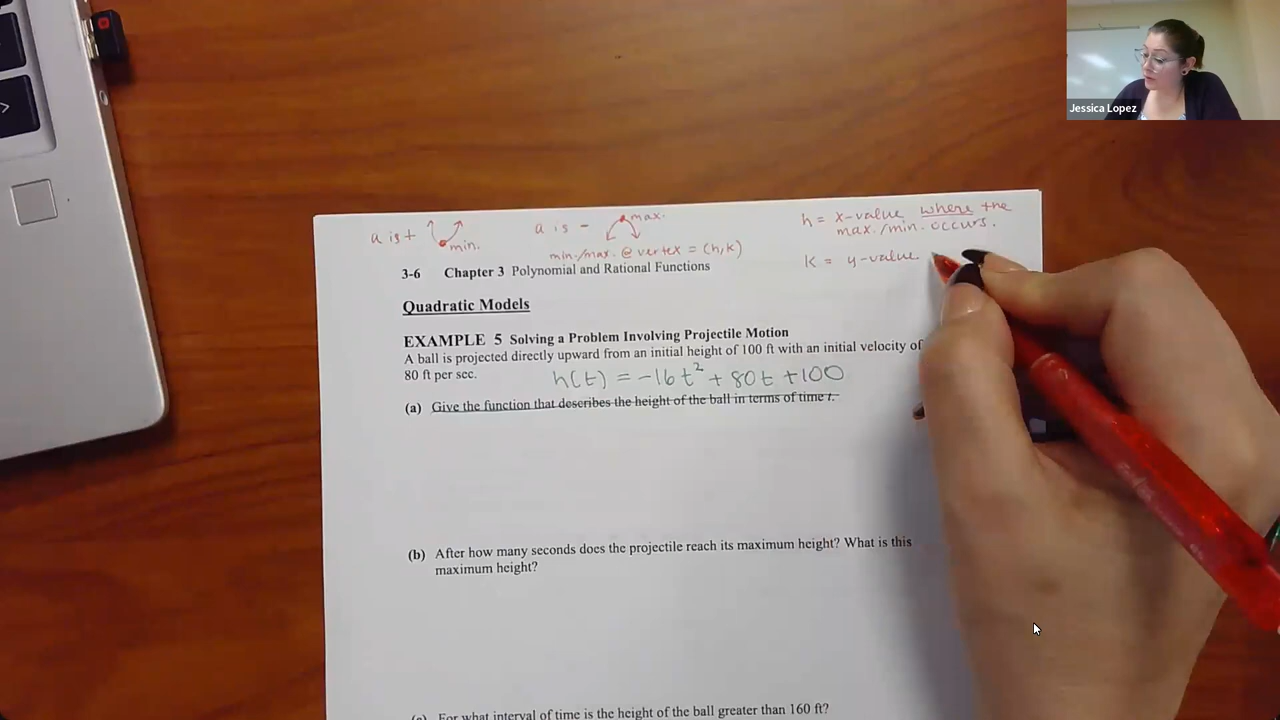 Jessica Lopez
a is +
min.
a is -
max.
min./max. @ vertex = (h,k)
h = x-value where the
max./min. occurs.
k = y-value
3-6 Chapter 3 Polynomial and Rational Functions
Quadratic Models
EXAMPLE 5 Solving a Problem Involving Projectile Motion
A ball is projected directly upward from an initial height of 100 ft with an initial velocity of
80 ft per sec.
h(t) = -16t² + 80t + 100
(a) Give the function that describes the height of the ball in terms of time t.
(b) After how many seconds does the projectile reach its maximum height? What is this
maximum height?
For what interval of time is the height of the ball greater than 160 ft?